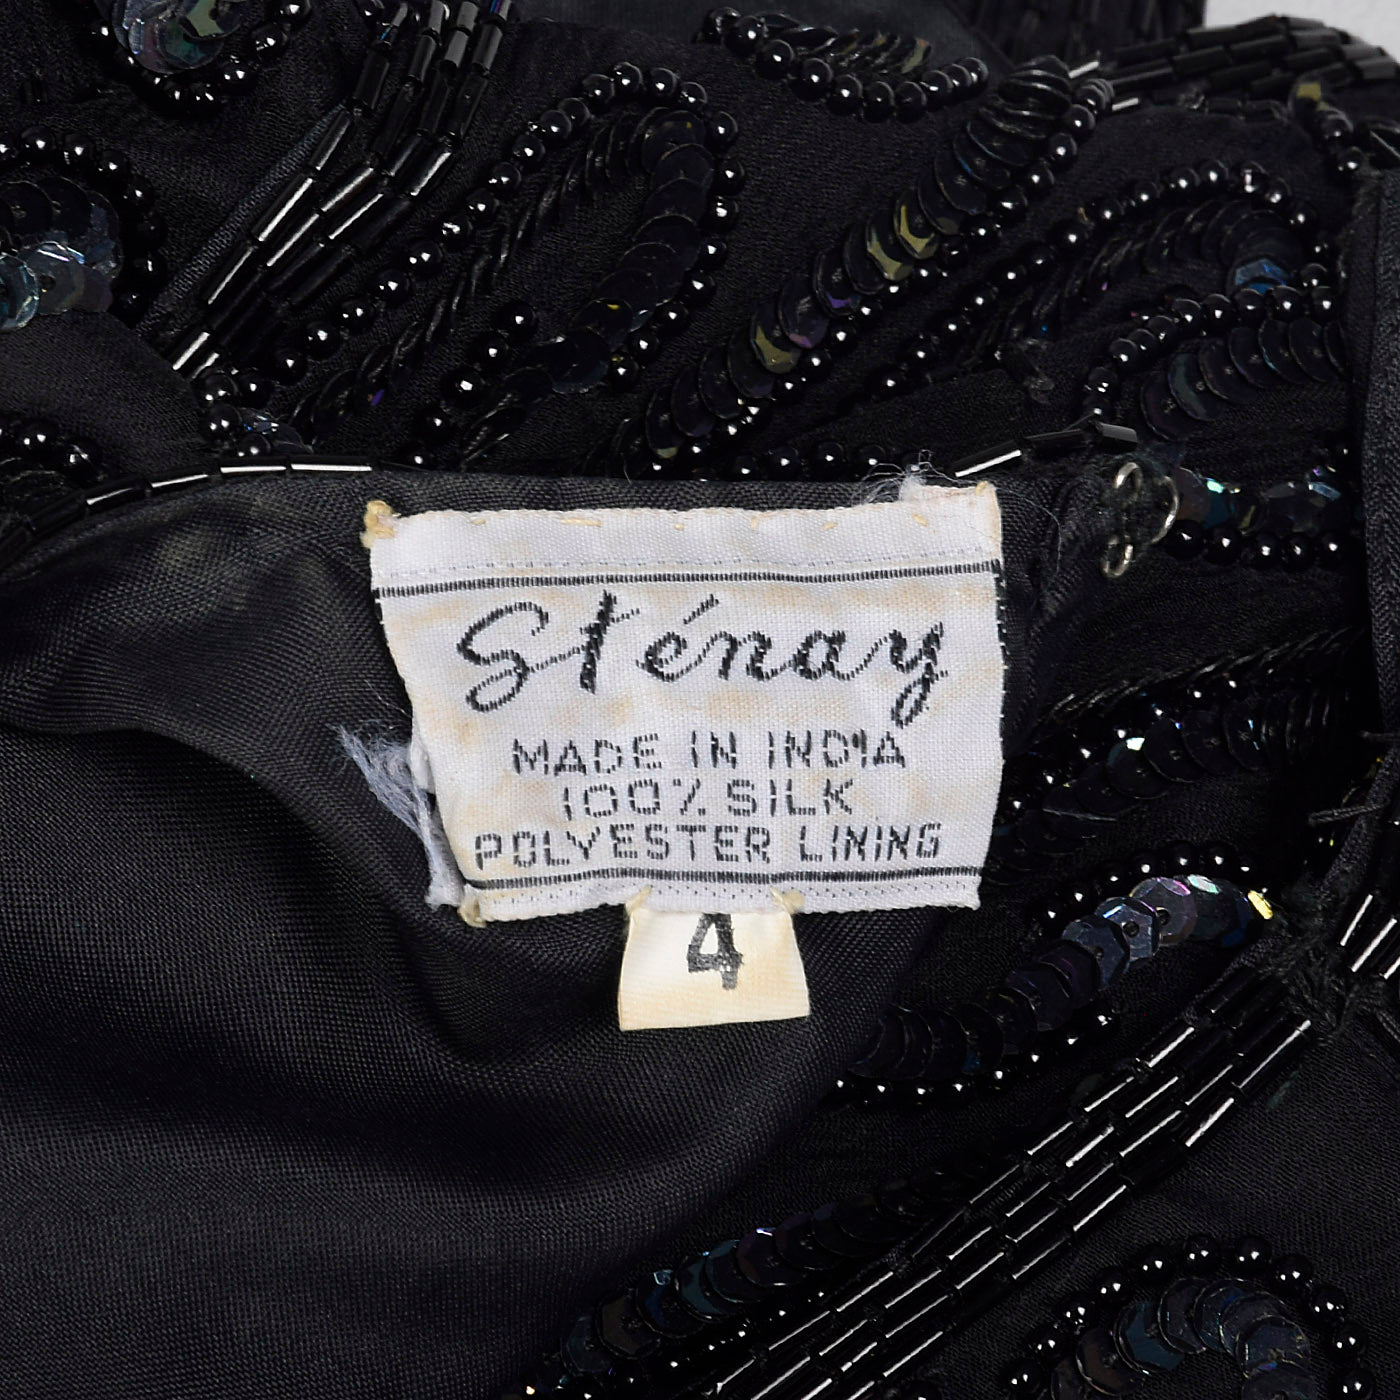 Sténay
MADE IN INDIA
100% SILK
POLYESTER LINING
4